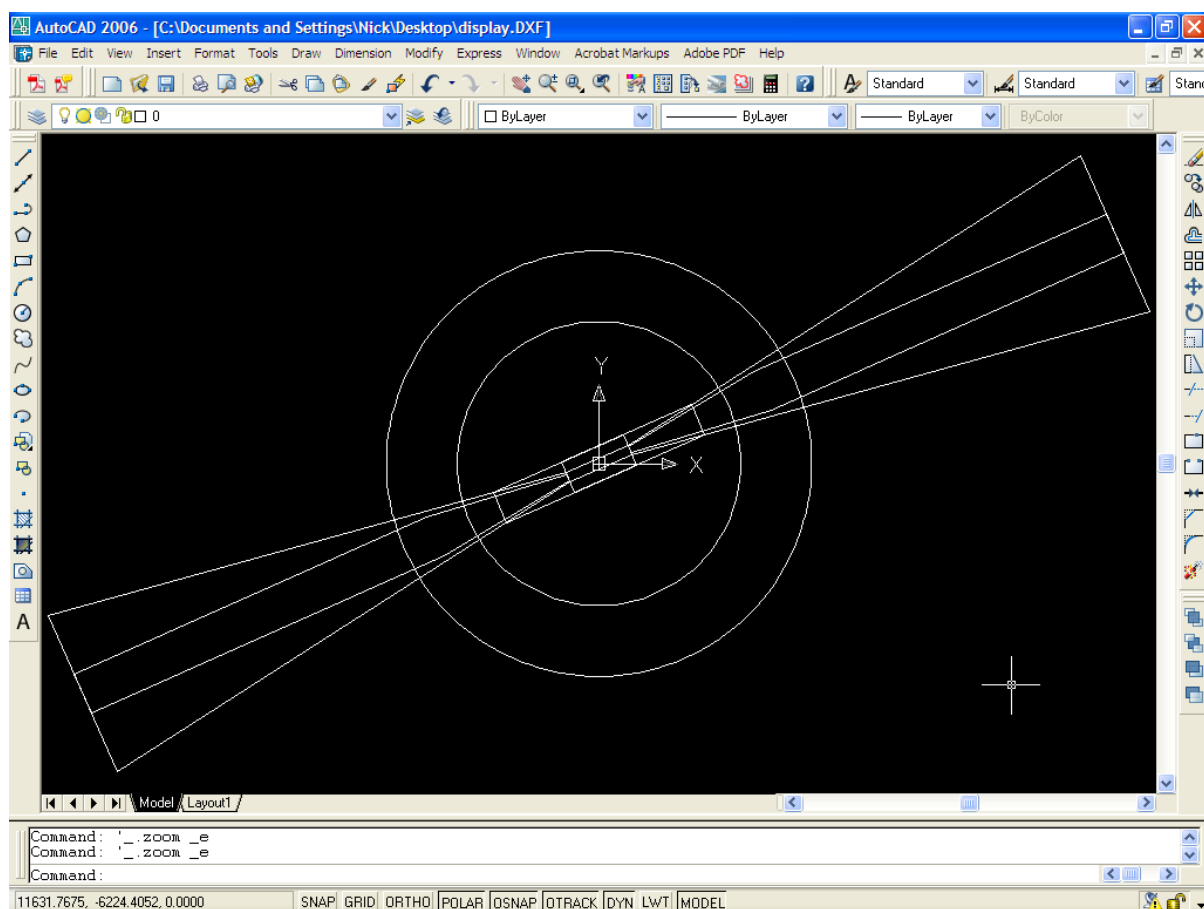 AutoCAD 2006 - [C:\Documents and Settings\Nick\Desktop\display.DXF]
File Edit View Insert Format Tools Draw Dimension Modify Express Window Acrobat Markups Adobe PDF Help
Standard Standard Stan
0 ByLayer ByLayer ByLayer ByColor
Y
X
A
Model Layout1
Command: '_.zoom _e
Command: '_.zoom _e
Command:
11631.7675, -6224.4052, 0.0000 SNAP GRID ORTHO POLAR OSNAP OTRACK DYN LWT MODEL